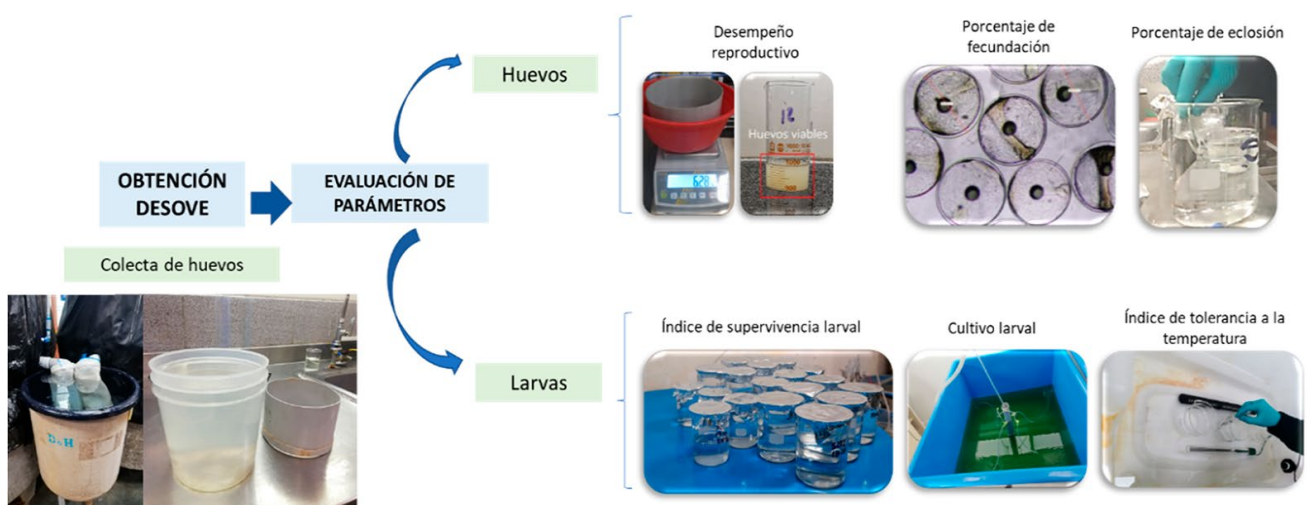 Desempeño
reproductivo
Porcentaje de
fecundación
Porcentaje de eclosión
Huevos
Huevos viables
628
OBTENCIÓN
DESOVE
EVALUACIÓN DE
PARÁMETROS
Colecta de huevos
Índice de supervivencia larval
Cultivo larval
Índice de tolerancia a la
temperatura
Larvas